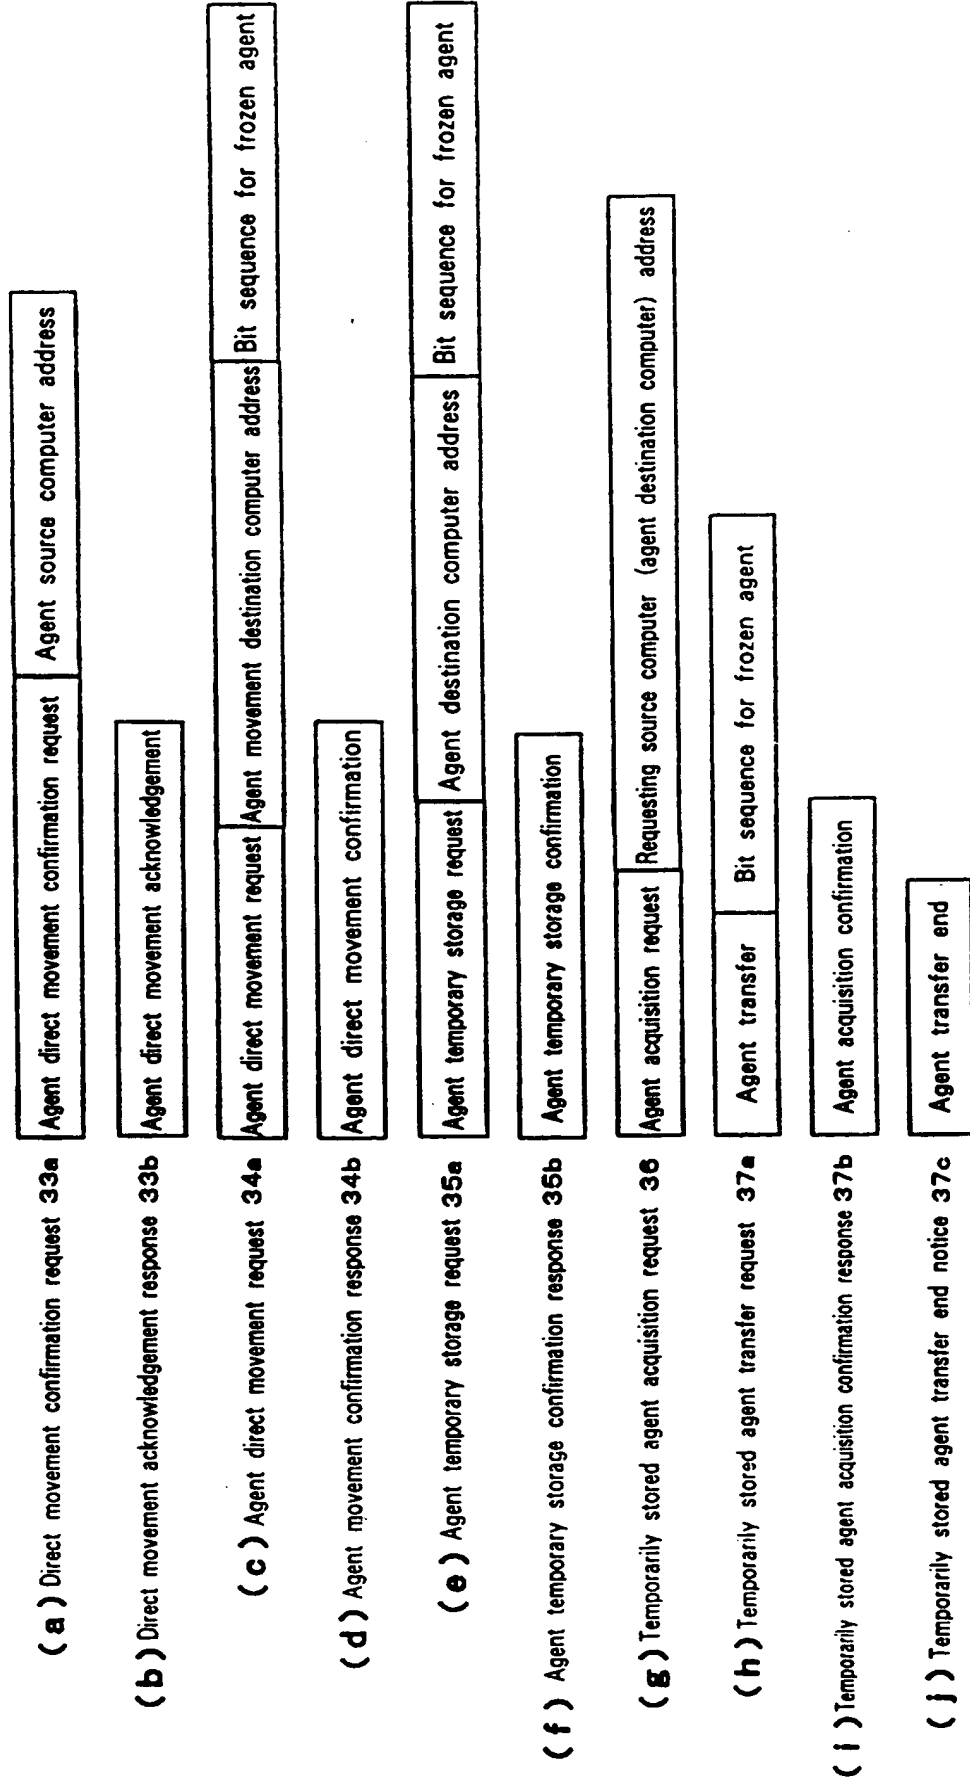 (a) Direct movement confirmation request 33a
Agent direct movement confirmation request
Agent source computer address
(b) Direct movement acknowledgement response 33b
Agent direct movement acknowledgement
(c) Agent direct movement request 34a
Agent direct movement request
Agent movement destination computer address
Bit sequence for frozen agent
(d) Agent movement confirmation response 34b
Agent direct movement confirmation
(e) Agent temporary storage request 35a
Agent temporary storage request
Agent destination computer address
Bit sequence for frozen agent
(f) Agent temporary storage confirmation response 35b
Agent temporary storage confirmation
(g) Temporarily stored agent acquisition request 36
Agent acquisition request
Requesting source computer (agent destination computer) address
(h) Temporarily stored agent transfer request 37a
Agent transfer
Bit sequence for frozen agent
(i) Temporarily stored agent acquisition confirmation response 37b
Agent acquisition confirmation
(j) Temporarily stored agent transfer end notice 37c
Agent transfer end